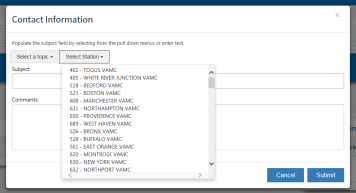 Contact Information
×
Populate the subject field by selecting from the pull down menus or enter text.
Select a topic
Select Station
Subject:
402 - TOGUS VAMC
405 - WHITE RIVER JUNCTION VAMC
518 - BEDFORD VAMC
523 - BOSTON VAMC
608 - MANCHESTER VAMC
631 - NORTHAMPTON VAMC
650 - PROVIDENCE VAMC
689 - WEST HAVEN VAMC
526 - BRONX VAMC
528 - BUFFALO VAMC
561 - EAST ORANGE VAMC
620 - MONTROSE VAMC
630 - NEW YORK VAMC
632 - NORTHPORT VAMC
Comments:
Cancel
Submit